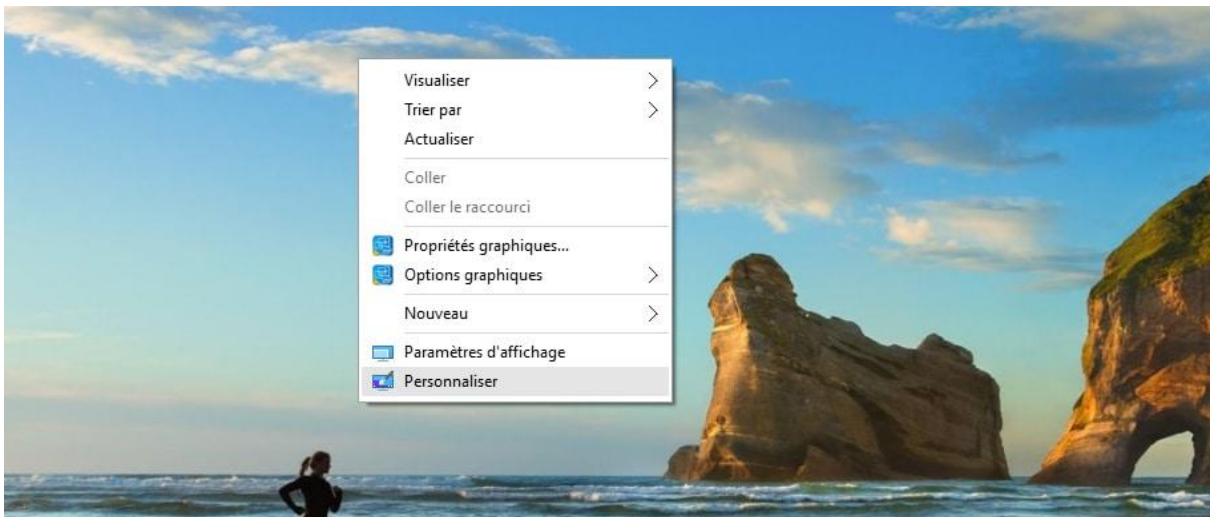 Visualiser
Trier par
Actualiser
Coller
Coller le raccourci
Propriétés graphiques...
Options graphiques
Nouveau
Paramètres d'affichage
Personnaliser